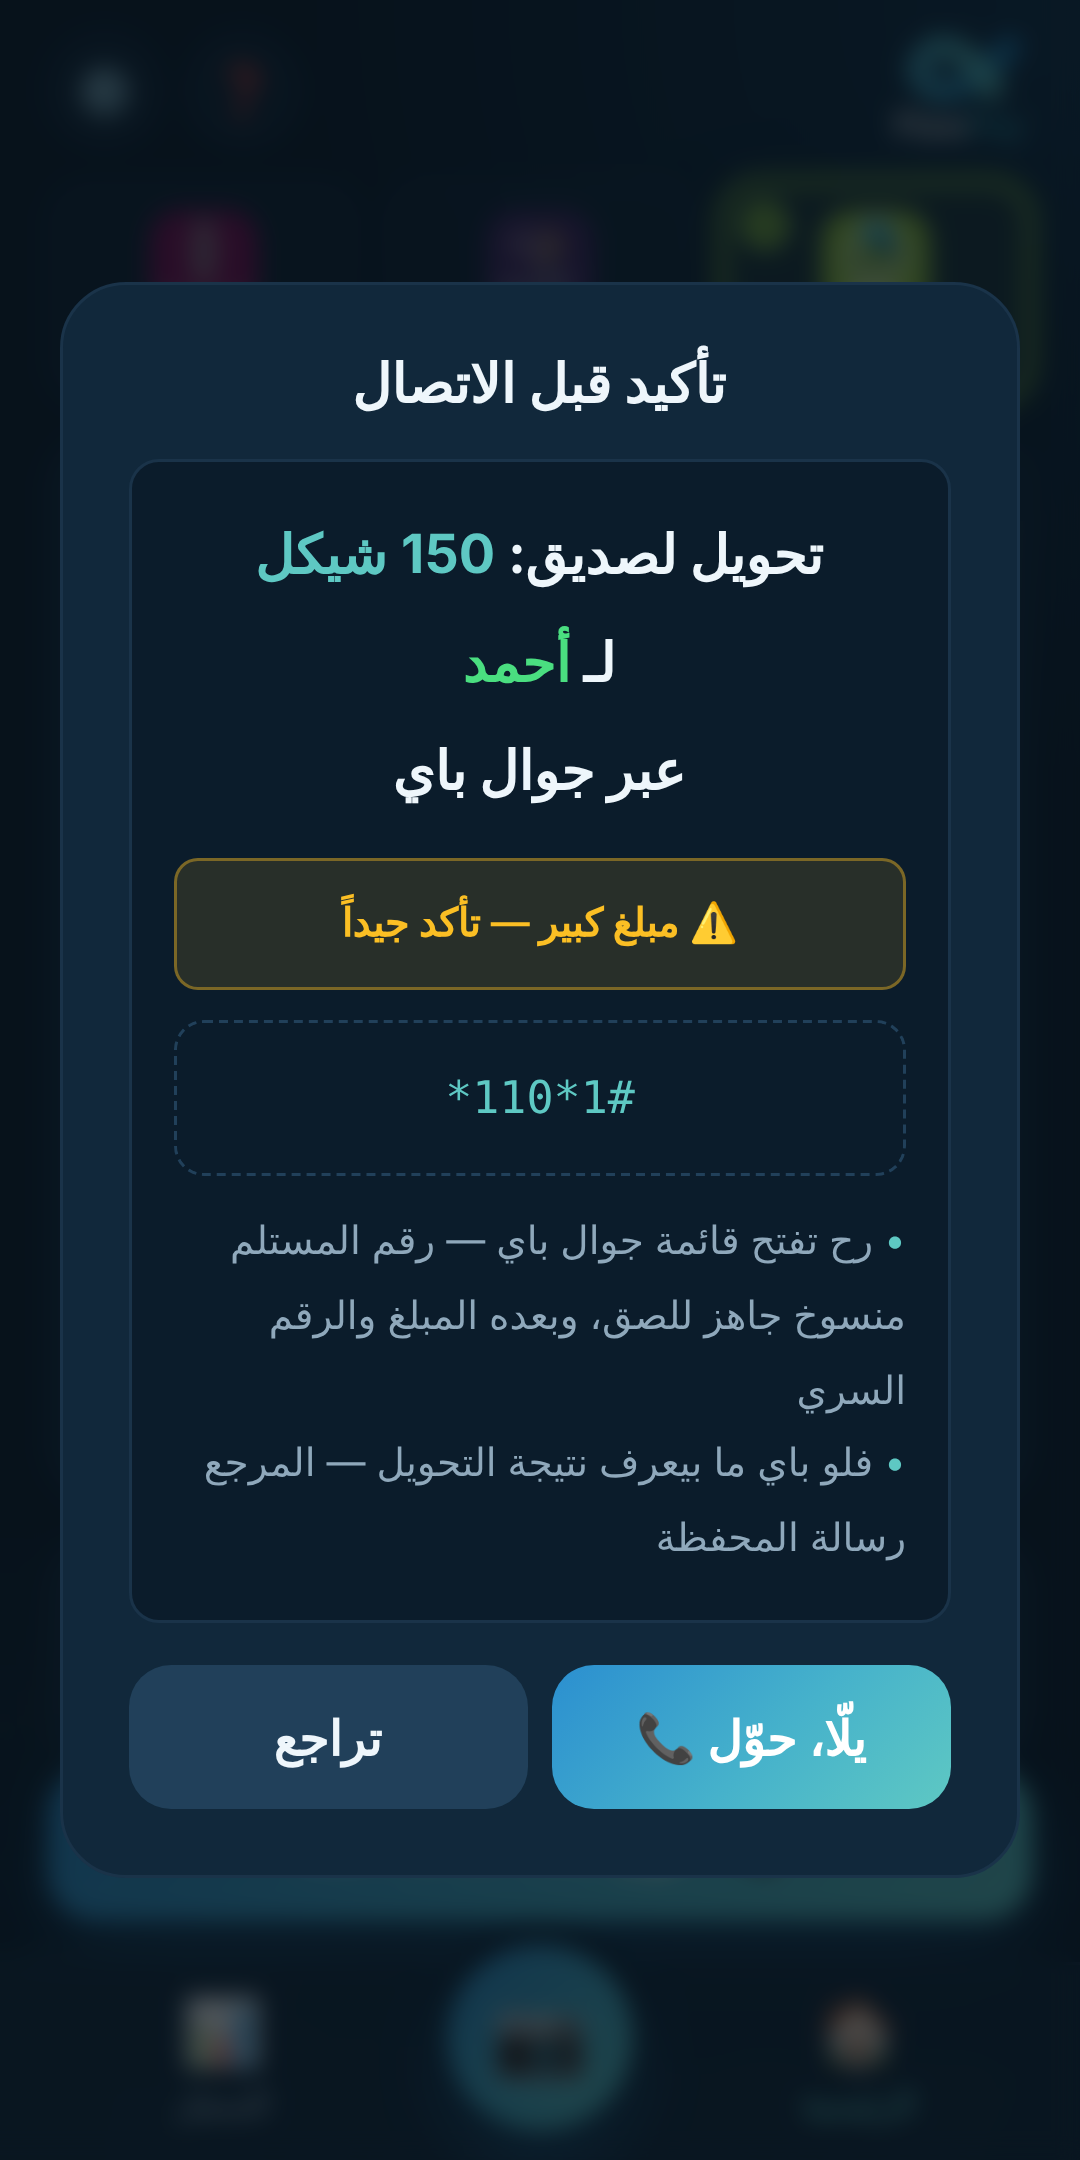 تأكيد قبل الاتصال
تحويل لصديق: 150 شيكل
لـ أحمد
عبر جوال باي
⚠️ مبلغ كبير — تأكد جيداً
*110*1#
• رح تفتح قائمة جوال باي — رقم المستلم
منسوخ جاهز للصق، وبعده المبلغ والرقم
السري
• فلو باي ما بيعرف نتيجة التحويل — المرجع
رسالة المحفظة
يلّا، حوّل 📞
تراجع